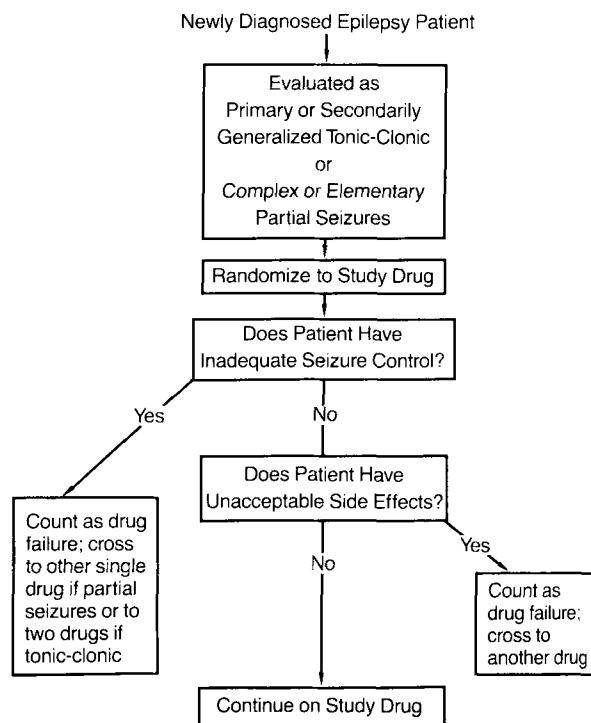 Newly Diagnosed Epilepsy Patient
Evaluated as
Primary or Secondarily
Generalized Tonic-Clonic
or
Complex or Elementary
Partial Seizures
Randomize to Study Drug
Does Patient Have
Inadequate Seizure Control?
Yes
No
Does Patient Have
Unacceptable Side Effects?
Count as drug
failure; cross
to other single
drug if partial
seizures or to
two drugs if
tonic-clonic
No
Yes
Count as
drug failure;
cross to
another drug
Continue on Study Drug